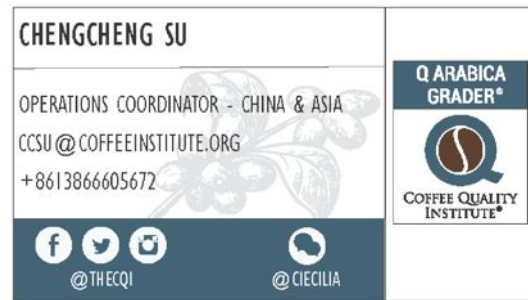 CHENGCHENG SU
OPERATIONS COORDINATOR - CHINA & ASIA
CCSU@COFFEEINSTITUTE.ORG
+8613866605672
@THECQI
@CIECILIA
Q ARABICA
GRADER®
COFFEE QUALITY
INSTITUTE®